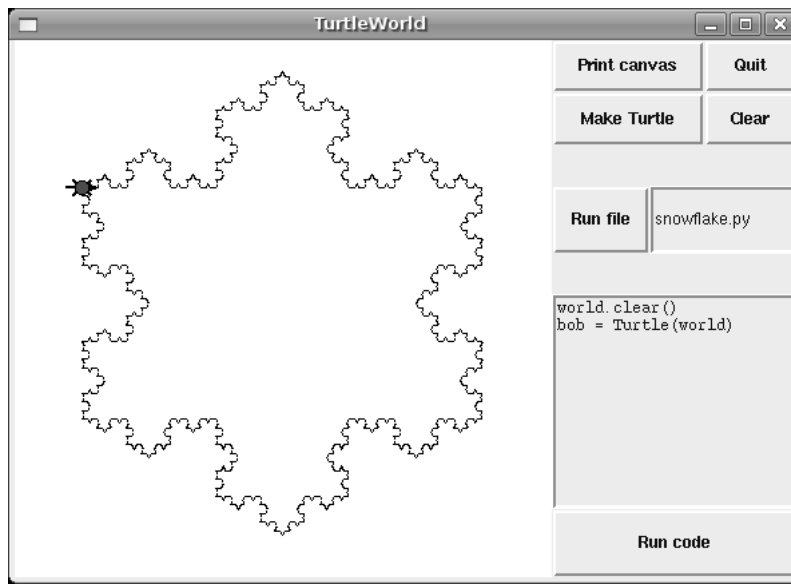 TurtleWorld
Print canvas
Quit
Make Turtle
Clear
Run file
snowflake.py
world.clear()
bob = Turtle(world)
Run code